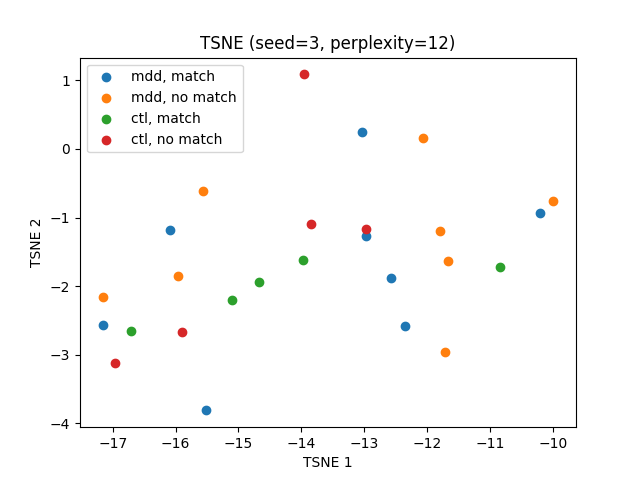 TSNE (seed=3, perplexity=12)
mdd, match
mdd, no match
ctl, match
ctl, no match
1
0
−1
−2
−3
−4
TSNE 2
−17
−16
−15
−14
−13
−12
−11
−10
TSNE 1